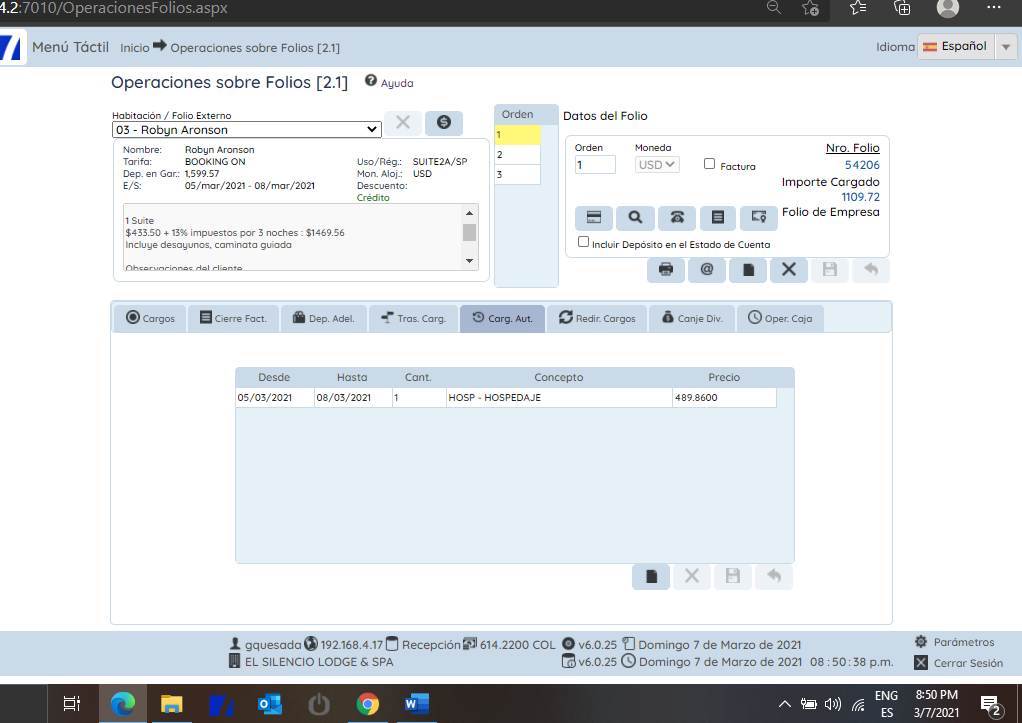 4.2:7010/OperacionesFolios.aspx
Menú Táctil Inicio Operaciones sobre Folios [2.1] Idioma Español
Operaciones sobre Folios [2.1] Ayuda
Habitación / Folio Externo
03 - Robyn Aronson
Nombre: Robyn Aronson
Tarifa: BOOKING ON Uso/Rég.: SUITE2A/SP
Dep. en Gar.: 1,599.57 Mon. Aloj.: USD
E/S: 05/mar/2021 - 08/mar/2021 Descuento:
Crédito
1 Suite
$433.50 + 13% impuestos por 3 noches : $1469.56
Incluye desayunos, caminata guiada
Observaciones del cliente
Orden
1
2
3
Datos del Folio
Orden Moneda Nro. Folio
1 USD Factura 54206
Importe Cargado
1109.72
Folio de Empresa
Incluir Depósito en el Estado de Cuenta
Cargos Cierre Fact. Dep. Adel. Tras. Carg. Carg. Aut. Redir. Cargos Canje Div. Oper. Caja
Desde Hasta Cant. Concepto Precio
05/03/2021 08/03/2021 1 HOSP - HOSPEDAJE 489.8600
gquesada 192.168.4.17 Recepción 614.2200 COL v6.0.25 Domingo 7 de Marzo de 2021 Parámetros
EL SILENCIO LODGE & SPA v6.0.25 Domingo 7 de Marzo de 2021 08:50:38 p.m. Cerrar Sesión
ENG 8:50 PM
ES 3/7/2021 2